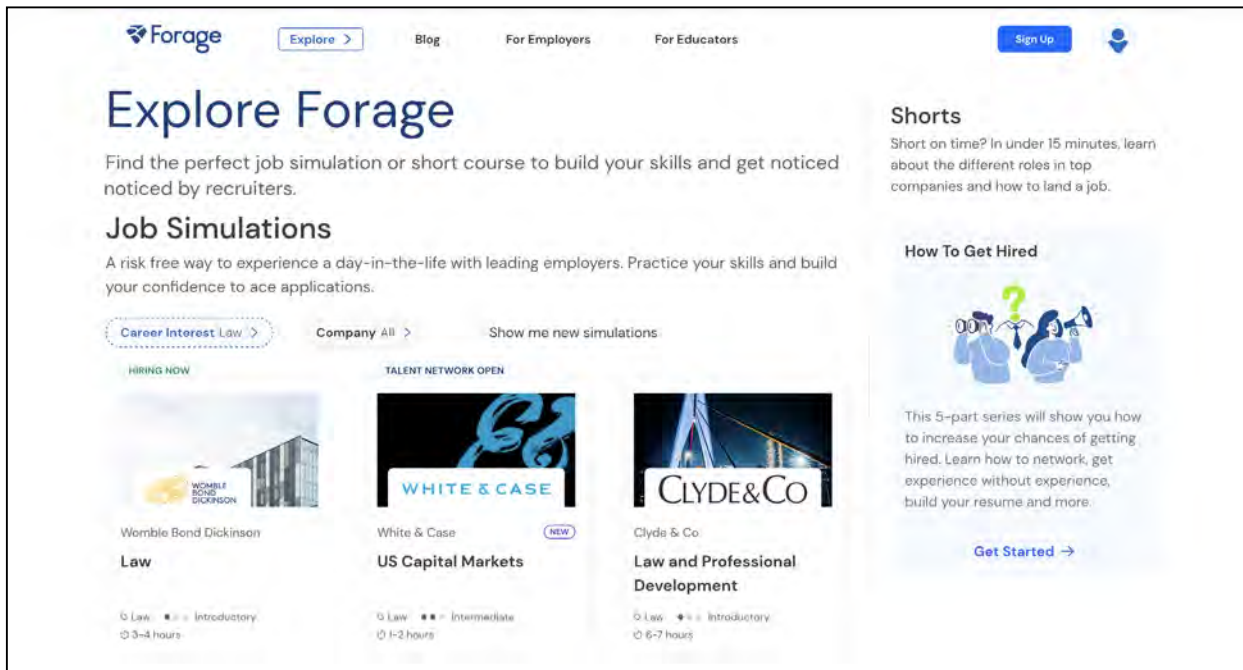 Forage
Explore >
Blog
For Employers
For Educators
Sign Up
Explore Forage
Find the perfect job simulation or short course to build your skills and get noticed
noticed by recruiters.
Job Simulations
A risk free way to experience a day-in-the-life with leading employers. Practice your skills and build
your confidence to ace applications.
Career Interest Law >
Company All >
Show me new simulations
HIRING NOW
WOMBLE
BOND
DICKINSON
Womble Bond Dickinson
Law
Law Introductory
3-4 hours
TALENT NETWORK OPEN
WHITE & CASE
White & Case
NEW
US Capital Markets
Law Intermediate
1-2 hours
CLYDE&CO
Clyde & Co
Law and Professional
Development
Law Introductory
6-7 hours
Shorts
Short on time? In under 15 minutes, learn
about the different roles in top
companies and how to land a job.
How To Get Hired
?
This 5-part series will show you how
to increase your chances of getting
hired. Learn how to network, get
experience without experience,
build your resume and more.
Get Started →